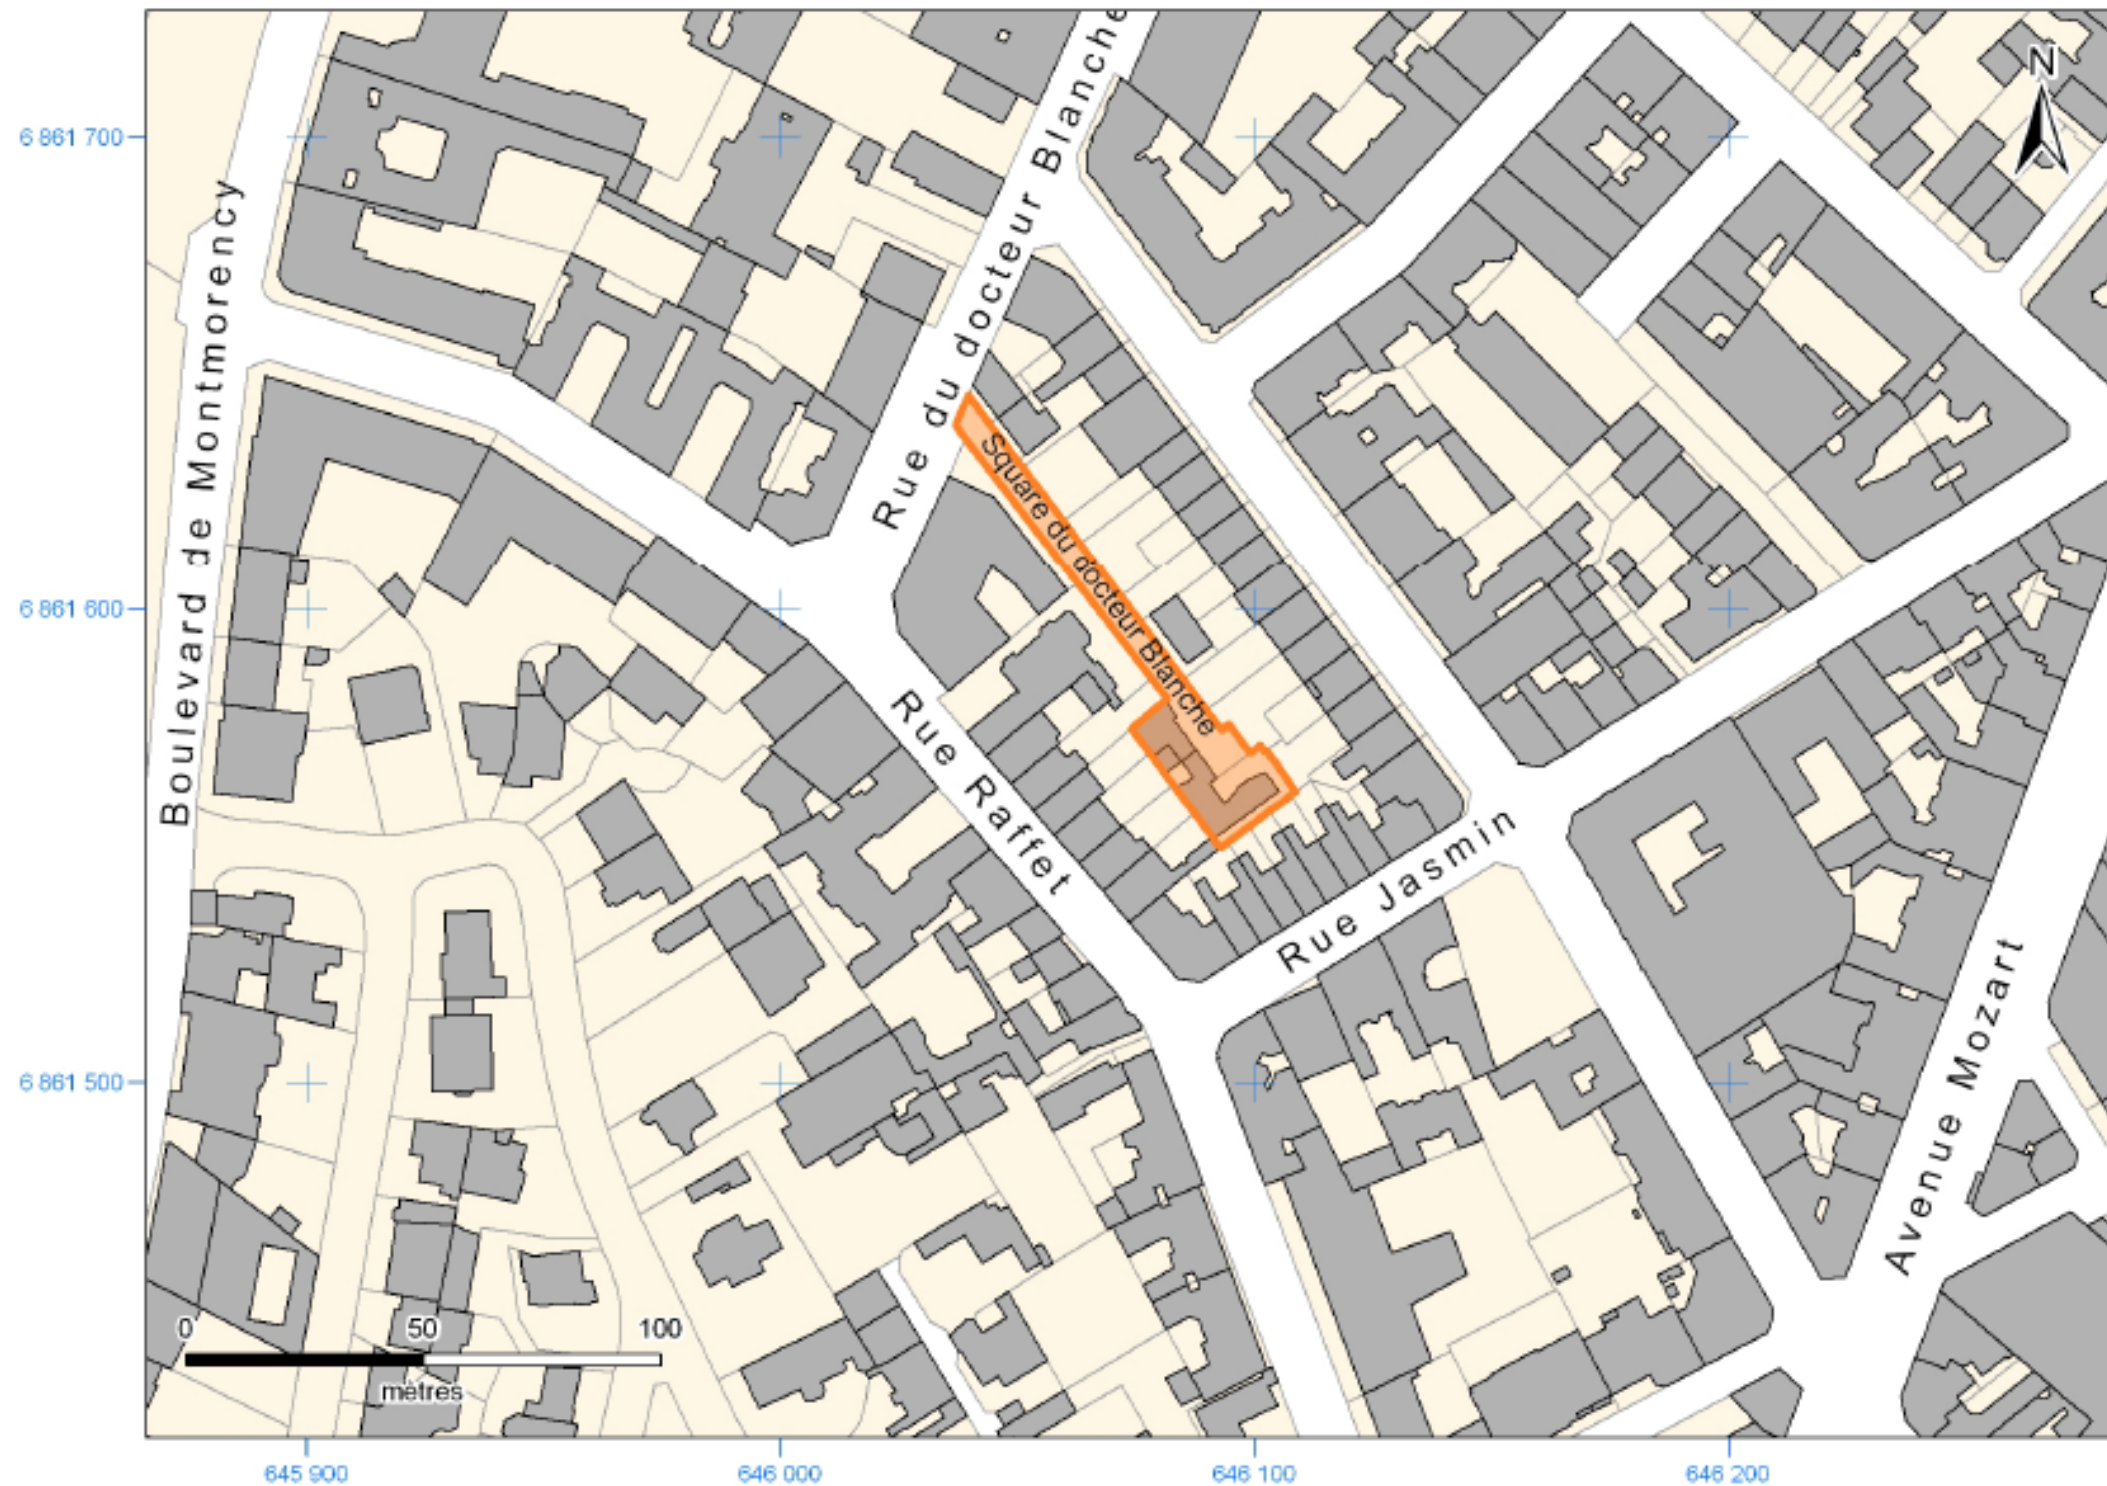 N
6 861 700
6 861 600
6 861 500
Boulevard de Montmorency
Rue du docteur Blanche
Square du docteur Blanche
Rue Raffet
Rue Jasmin
Avenue Mozart
0 50 100
mètres
645 900 646 000 646 100 646 200